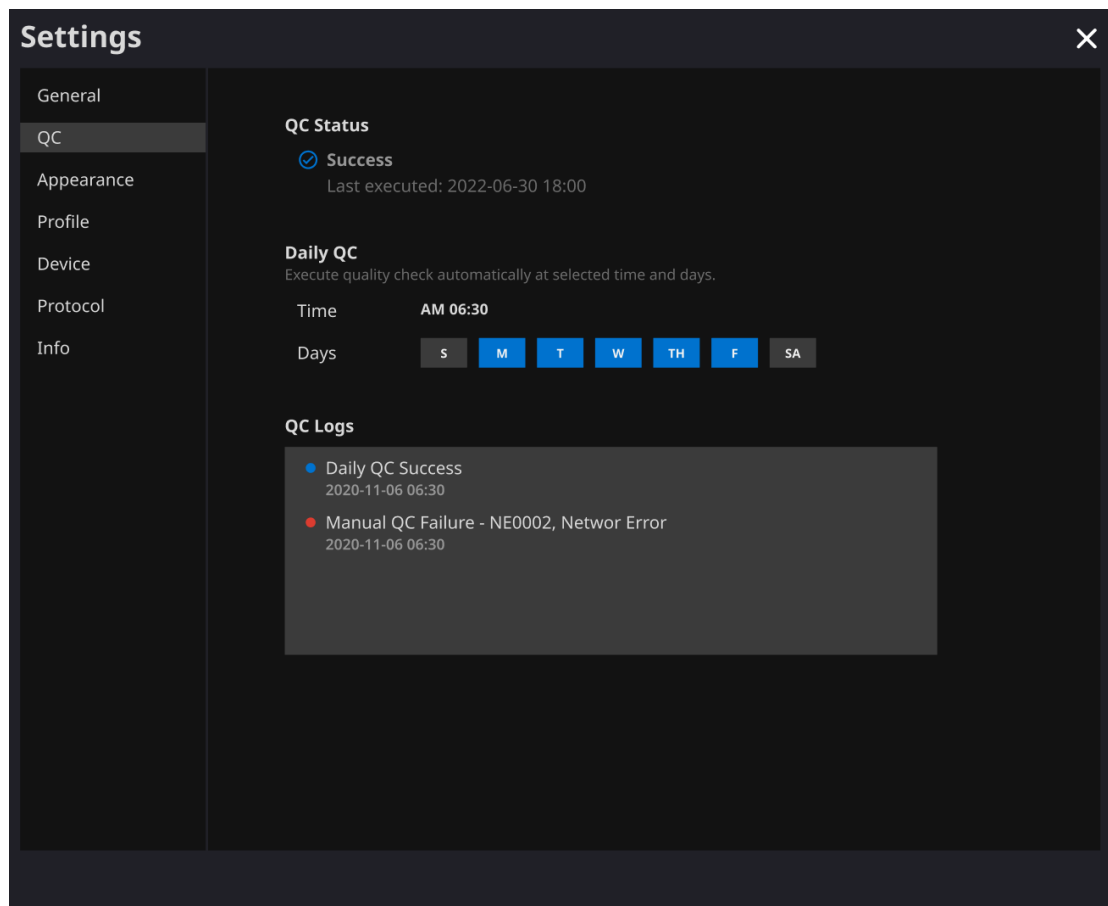 Settings
General
QC
Appearance
Profile
Device
Protocol
Info
QC Status
Success
Last executed: 2022-06-30 18:00
Daily QC
Execute quality check automatically at selected time and days.
Time AM 06:30
Days S M T W TH F SA
QC Logs
Daily QC Success
2020-11-06 06:30
Manual QC Failure - NE0002, Networ Error
2020-11-06 06:30